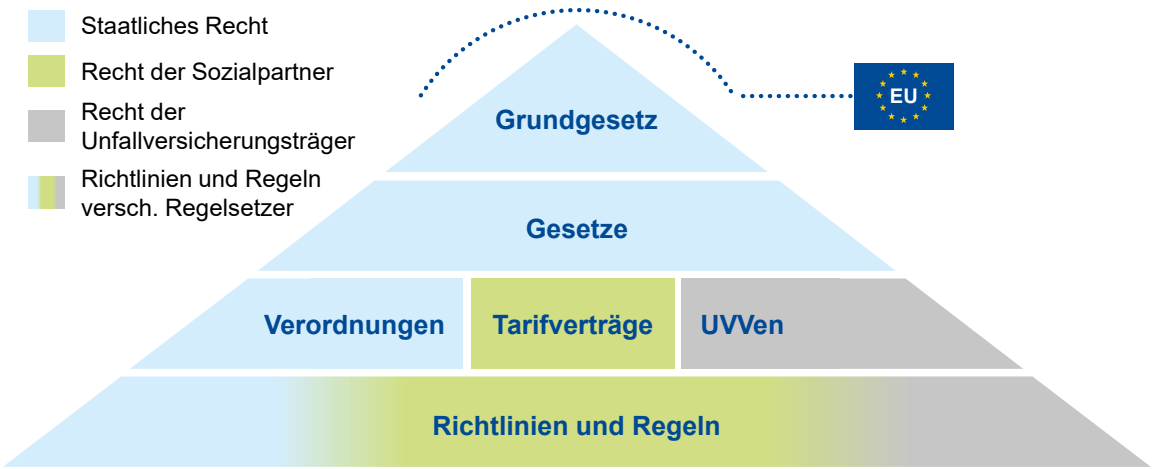 Staatliches Recht
Recht der Sozialpartner
Recht der
Unfallversicherungsträger
Richtlinien und Regeln
versch. Regelsetzer
EU
Grundgesetz
Gesetze
Verordnungen
Tarifverträge
UVVen
Richtlinien und Regeln